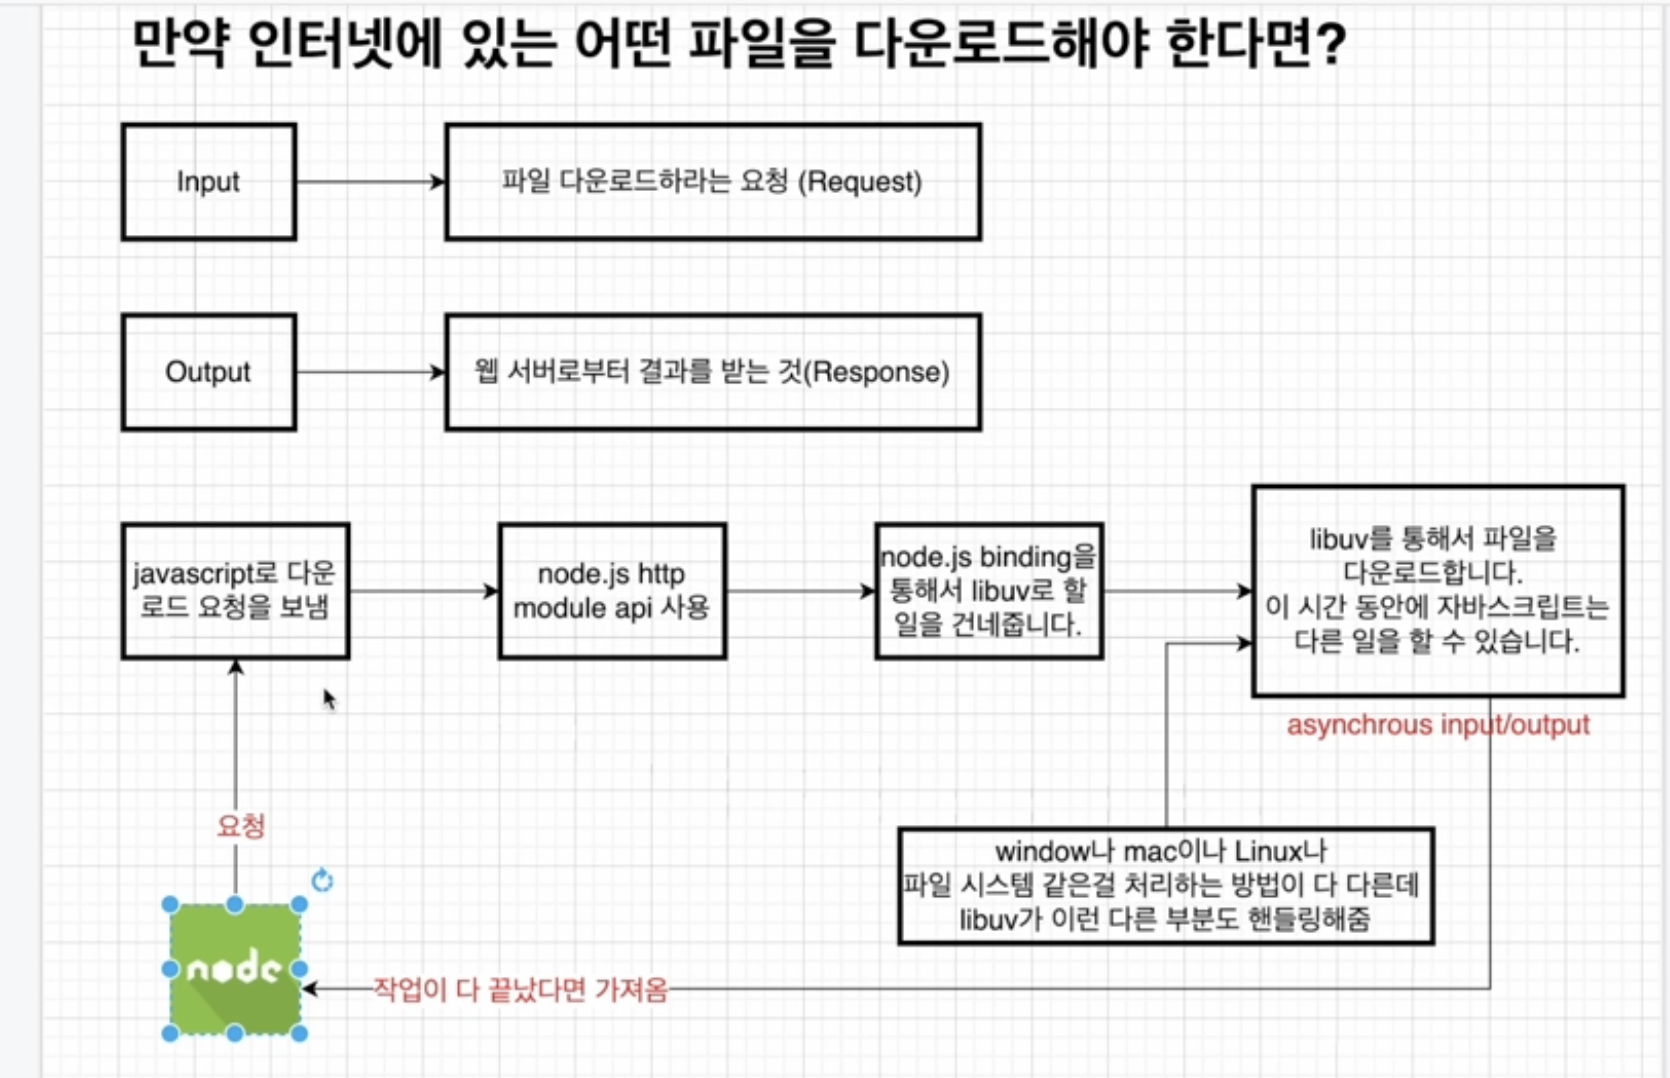 만약 인터넷에 있는 어떤 파일을 다운로드해야 한다면?
Input
파일 다운로드하라는 요청 (Request)
Output
웹 서버로부터 결과를 받는 것(Response)
javascript로 다운
로드 요청을 보냄
node.js http
module api 사용
node.js binding을
통해서 libuv로 할
일을 건네줍니다.
libuv를 통해서 파일을
다운로드합니다.
이 시간 동안에 자바스크립트는
다른 일을 할 수 있습니다.
asynchrous input/output
요청
window나 mac이나 Linux나
파일 시스템 같은걸 처리하는 방법이 다 다른데
libuv가 이런 다른 부분도 핸들링해줌
node
작업이 다 끝났다면 가져옴